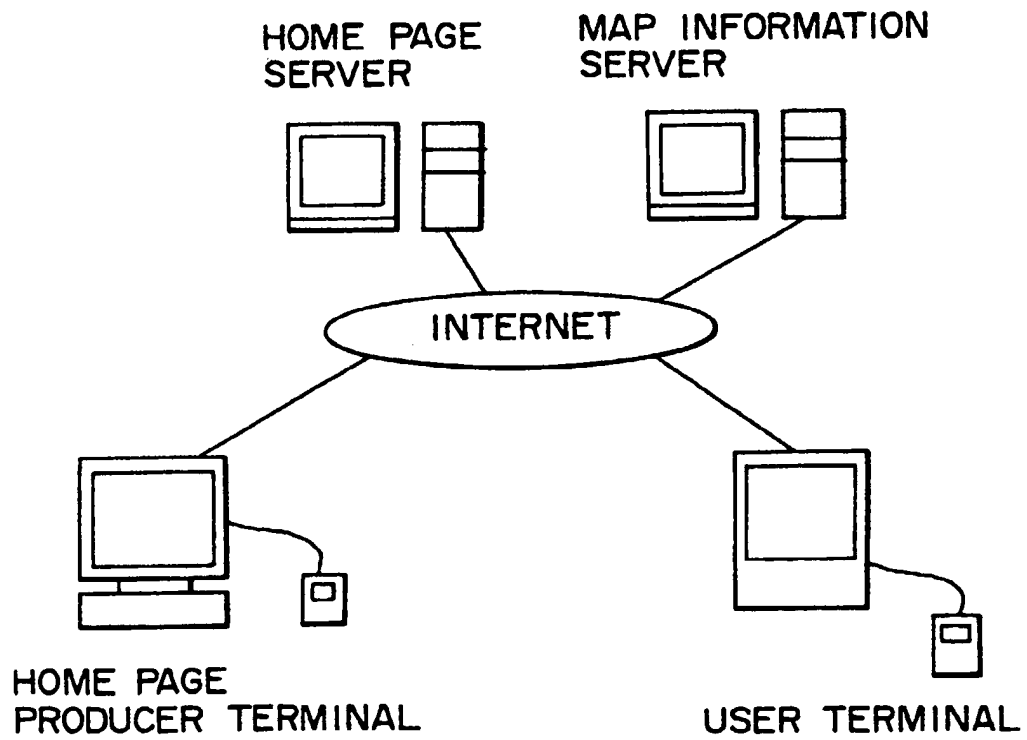 HOME PAGE
SERVER
MAP INFORMATION
SERVER
INTERNET
HOME PAGE
PRODUCER TERMINAL
USER TERMINAL